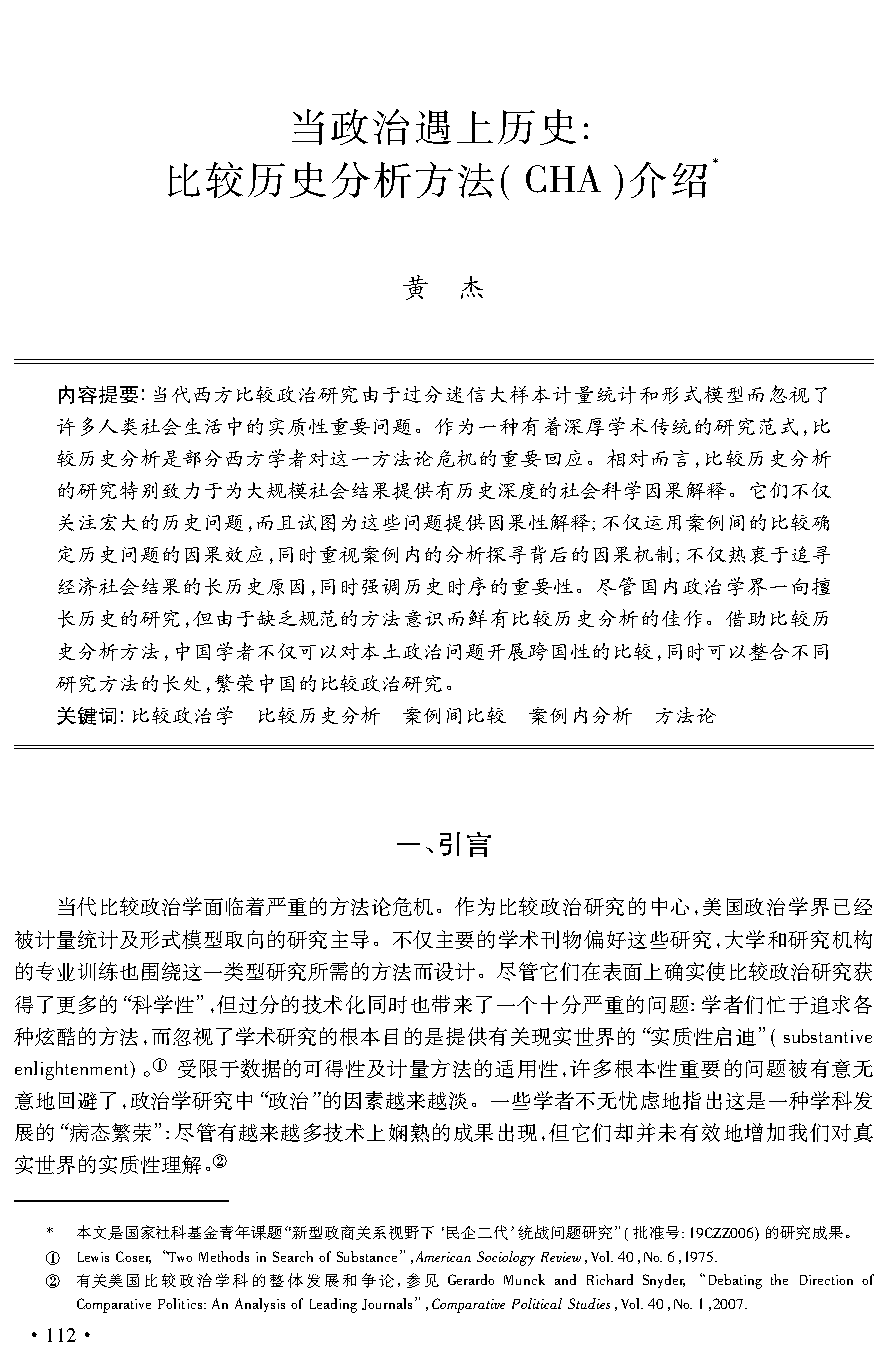 当政治遇上历史:
比较历史分析方法( CHA )介绍*
黄 杰
内容提要: 当代西方比较政治研究由于过分迷信大样本计量统计和形式模型而忽视了
许多人类社会生活中的实质性重要问题。作为一种有着深厚学术传统的研究范式,比
较历史分析是部分西方学者对这一方法论危机的重要回应。相对而言,比较历史分析
的研究特别致力于为大规模社会结果提供有历史深度的社会科学因果解释。它们不仅
关注宏大的历史问题,而且试图为这些问题提供因果性解释; 不仅运用案例间的比较确
定历史问题的因果效应,同时重视案例内的分析探寻背后的因果机制; 不仅热衷于追寻
经济社会结果的长历史原因,同时强调历史时序的重要性。尽管国内政治学界一向擅
长历史的研究,但由于缺乏规范的方法意识而鲜有比较历史分析的佳作。借助比较历
史分析方法,中国学者不仅可以对本土政治问题开展跨国性的比较,同时可以整合不同
研究方法的长处,繁荣中国的比较政治研究。
关键词: 比较政治学 比较历史分析 案例间比较 案例内分析 方法论
一、引言
当代比较政治学面临着严重的方法论危机。作为比较政治研究的中心,美国政治学界已经
被计量统计及形式模型取向的研究主导。不仅主要的学术刊物偏好这些研究,大学和研究机构
的专业训练也围绕这一类型研究所需的方法而设计。尽管它们在表面上确实使比较政治研究获
得了更多的“科学性”,但过分的技术化同时也带来了一个十分严重的问题: 学者们忙于追求各
种炫酷的方法,而忽视了学术研究的根本目的是提供有关现实世界的“实质性启迪”( substantive
enlightenment) 。① 受限于数据的可得性及计量方法的适用性,许多根本性重要的问题被有意无
意地回避了,政治学研究中“政治”的因素越来越淡。一些学者不无忧虑地指出这是一种学科发
展的“病态繁荣”: 尽管有越来越多技术上娴熟的成果出现,但它们却并未有效地增加我们对真
实世界的实质性理解。②
* 本文是国家社科基金青年课题“新型政商关系视野下‘民企二代’统战问题研究”( 批准号: 19CZZ006) 的研究成果。
① Lewis Coser, “Two Methods in Search of Substance”,American Sociology Review,Vol. 40,No. 6,1975.
② 有关美国比较政治学科的整体发展和争论,参见 Gerardo Munck and Richard Snyder, “Debating the Direction of
Comparative Politics: An Analysis of Leading Journals”,Comparative Political Studies,Vol. 40,No. 1,2007.
· 112 ·